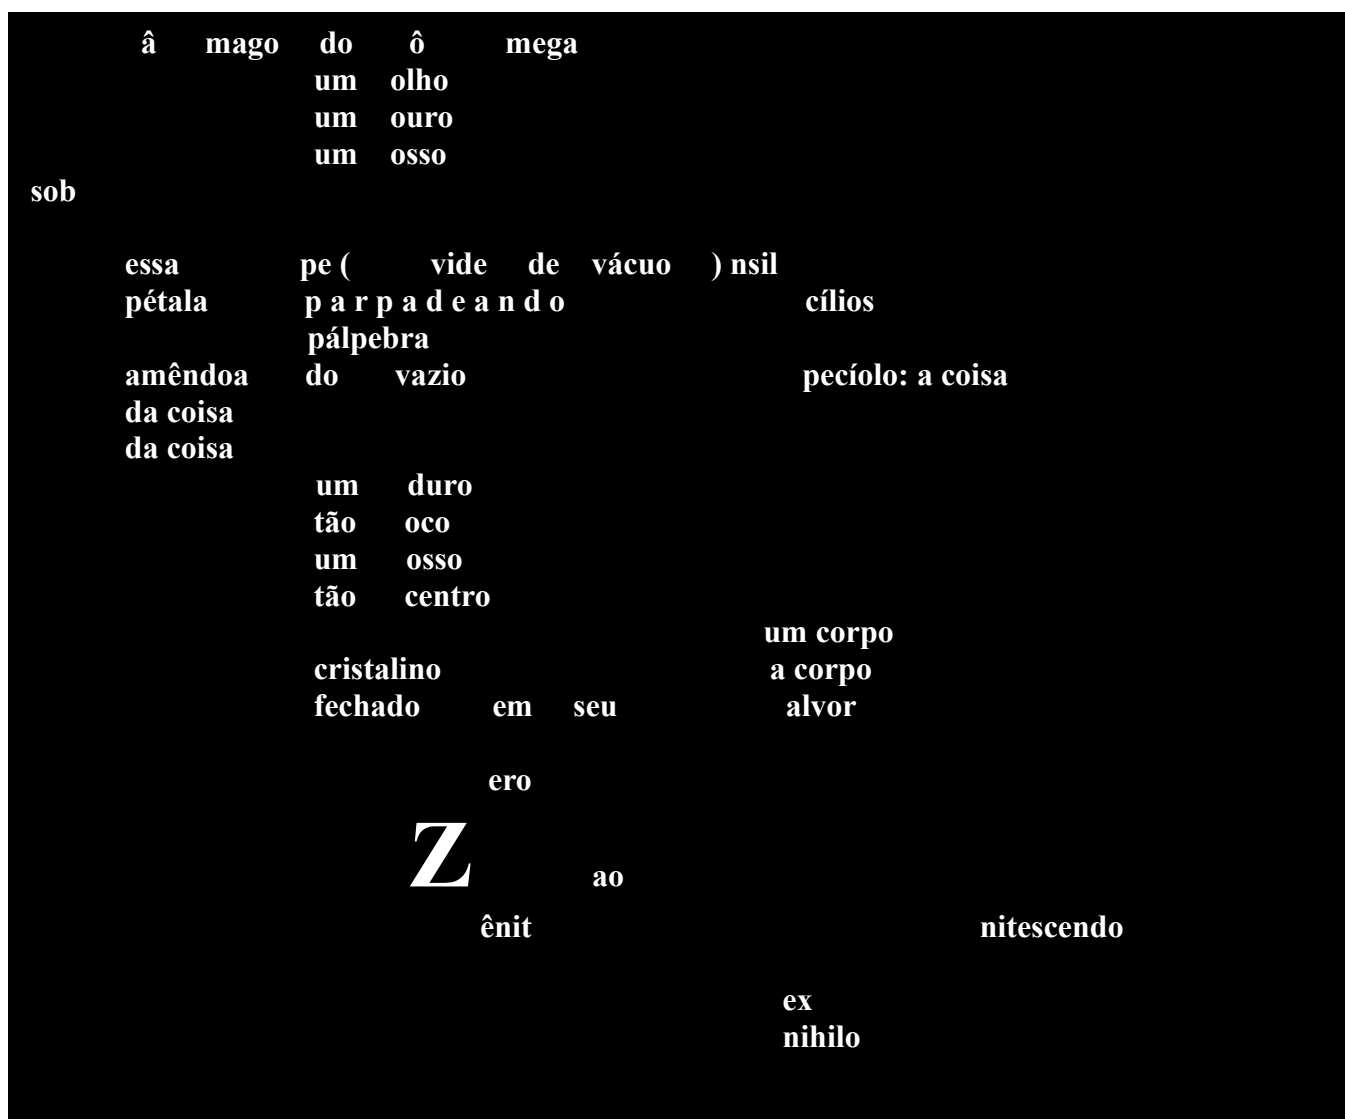 â mago do ô mega
um olho
um ouro
um osso
sob
essa pe ( vide de vácuo ) nsil
pétala p a r p a d e a n d o cílios
pálpebra
amêndoa do vazio pecíolo: a coisa
da coisa
da coisa
um duro
tão oco
um osso
tão centro
um corpo
cristalino a corpo
fechado em seu alvor
ero
Z ao
ênit nitescendo
ex
nihilo